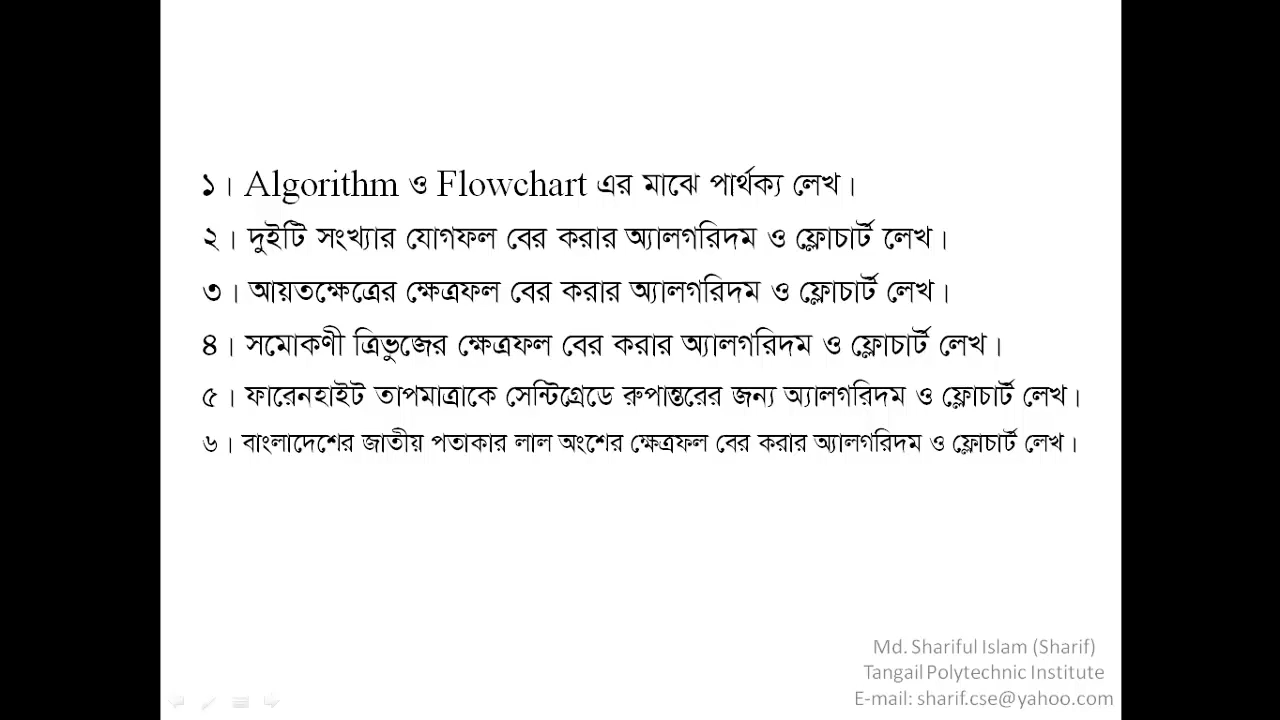 ১। Algorithm ও Flowchart এর মাঝে পার্থক্য লেখ।
২। দুইটি সংখ্যার যোগফল বের করার অ্যালগরিদম ও ফ্লোচার্ট লেখ।
৩। আয়তক্ষেত্রের ক্ষেত্রফল বের করার অ্যালগরিদম ও ফ্লোচার্ট লেখ।
৪। সমোকণী ত্রিভুজের ক্ষেত্রফল বের করার অ্যালগরিদম ও ফ্লোচার্ট লেখ।
৫। ফারেনহাইট তাপমাত্রাকে সেন্টিগ্রেডে রুপান্তরের জন্য অ্যালগরিদম ও ফ্লোচার্ট লেখ।
৬। বাংলাদেশের জাতীয় পতাকার লাল অংশের ক্ষেত্রফল বের করার অ্যালগরিদম ও ফ্লোচার্ট লেখ।
Md. Shariful Islam (Sharif)
Tangail Polytechnic Institute
E-mail: sharif.cse@yahoo.com